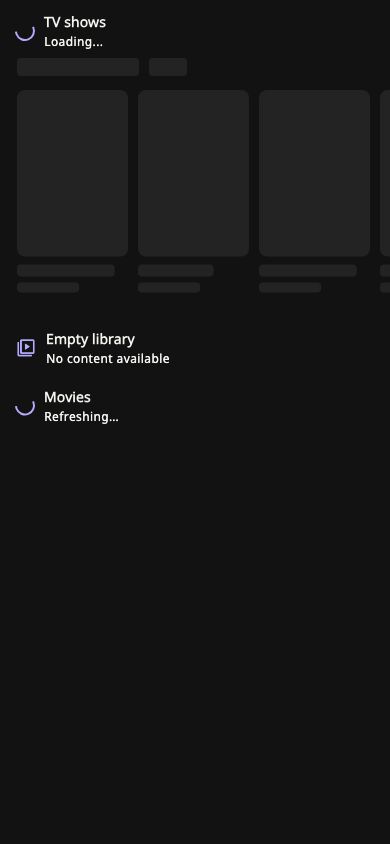 TV shows
Loading...
Empty library
No content available
Movies
Refreshing...